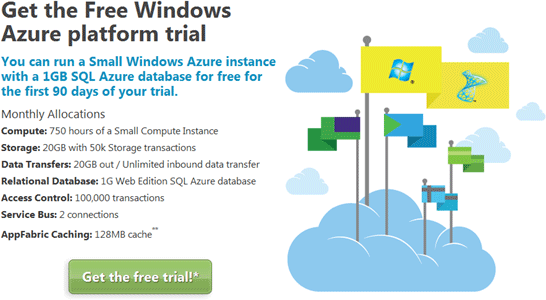 Get the Free Windows
Azure platform trial
You can run a Small Windows Azure instance
with a 1GB SQL Azure database for free for
the first 90 days of your trial.
Monthly Allocations
Compute: 750 hours of a Small Compute Instance
Storage: 20GB with 50k Storage transactions
Data Transfers: 20GB out / Unlimited inbound data transfer
Relational Database: 1G Web Edition SQL Azure database
Access Control: 100,000 transactions
Service Bus: 2 connections
AppFabric Caching: 128MB cache**
Get the free trial!*